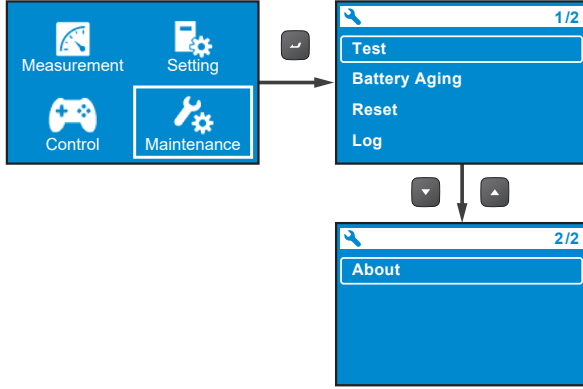 Measurement
Setting
Control
Maintenance
1/2
Test
Battery Aging
Reset
Log
2/2
About